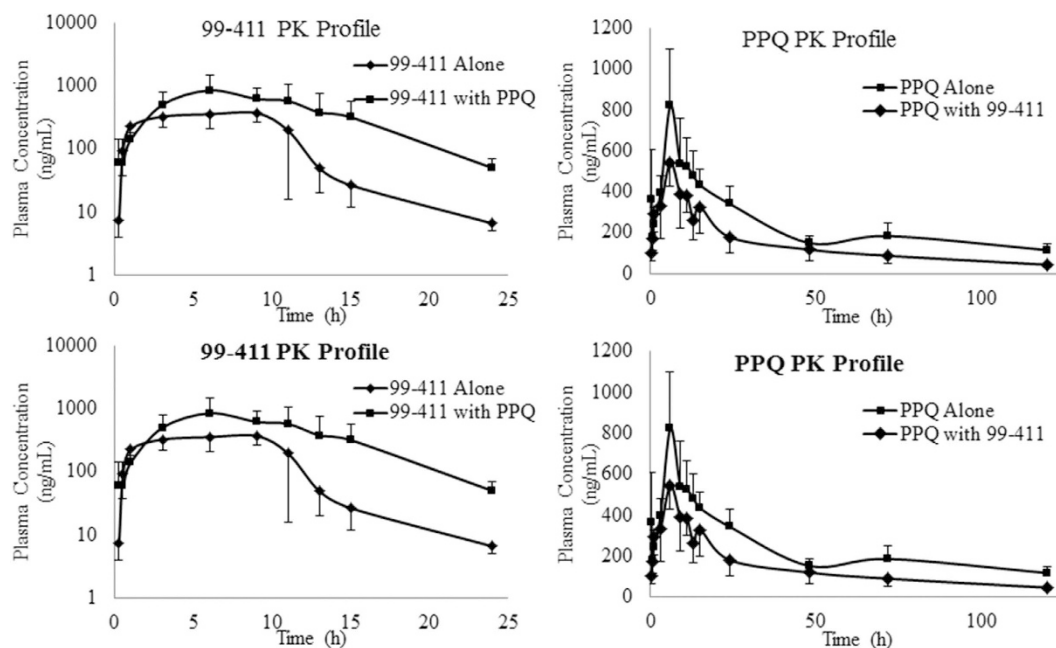 99-411 PK Profile
99-411 Alone
99-411 with PPQ
Plasma Concentration
(ng/mL)
10000
1000
100
10
1
0 5 10 15 20 25
Time (h)
PPQ PK Profile
PPQ Alone
PPQ with 99-411
Plasma Concentration
(ng/mL)
1200
1000
800
600
400
200
0
0 50 100
Time (h)
99-411 PK Profile
99-411 Alone
99-411 with PPQ
Plasma Concentration
(ng/mL)
10000
1000
100
10
1
0 5 10 15 20 25
Time (h)
PPQ PK Profile
PPQ Alone
PPQ with 99-411
Plasma Concentration
(ng/mL)
1200
1000
800
600
400
200
0
0 50 100
Time (h)